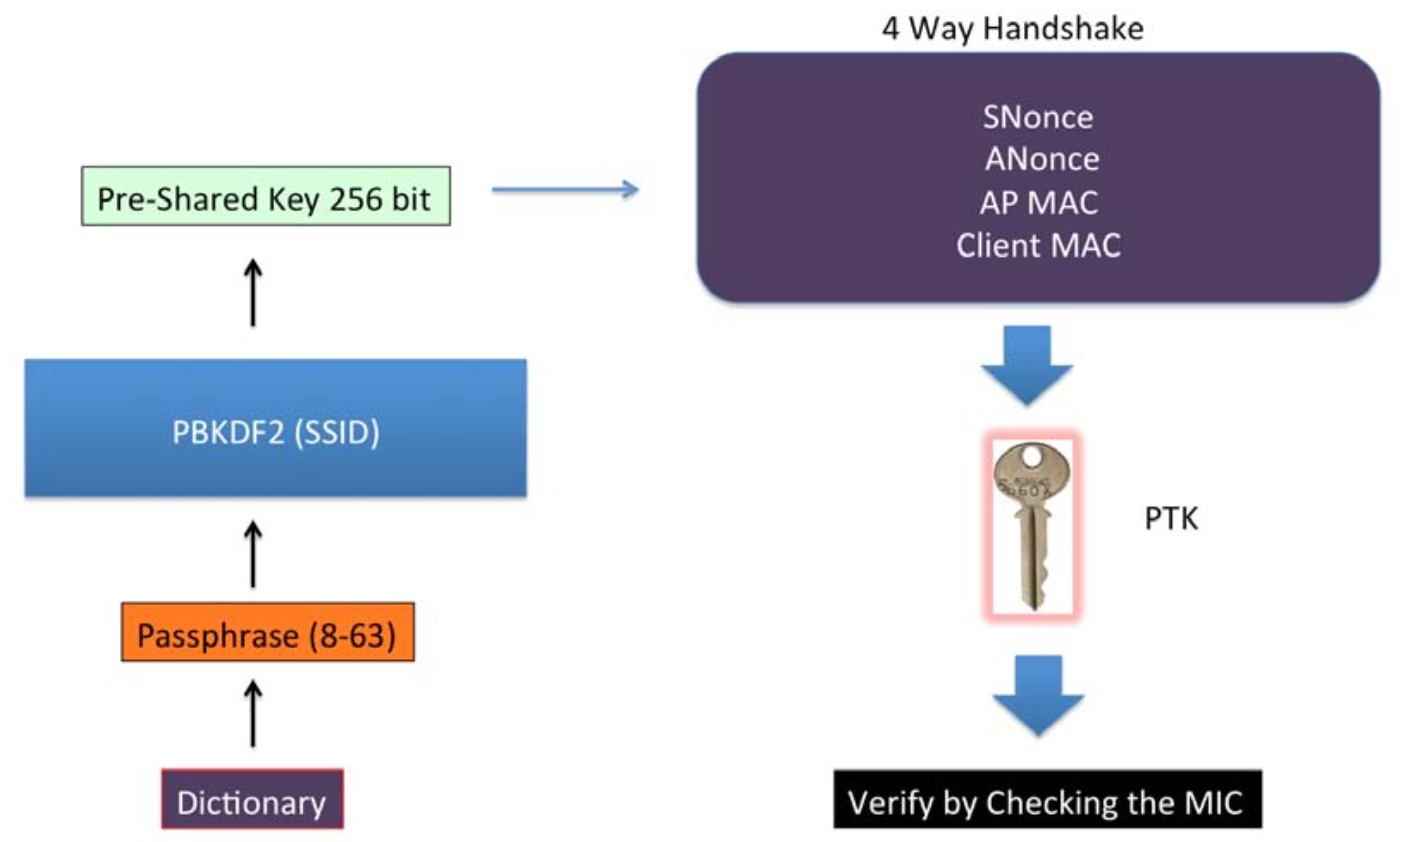 4 Way Handshake
SNonce
ANonce
AP MAC
Client MAC
Pre-Shared Key 256 bit
PBKDF2 (SSID)
PTK
Passphrase (8-63)
Dictionary
Verify by Checking the MIC